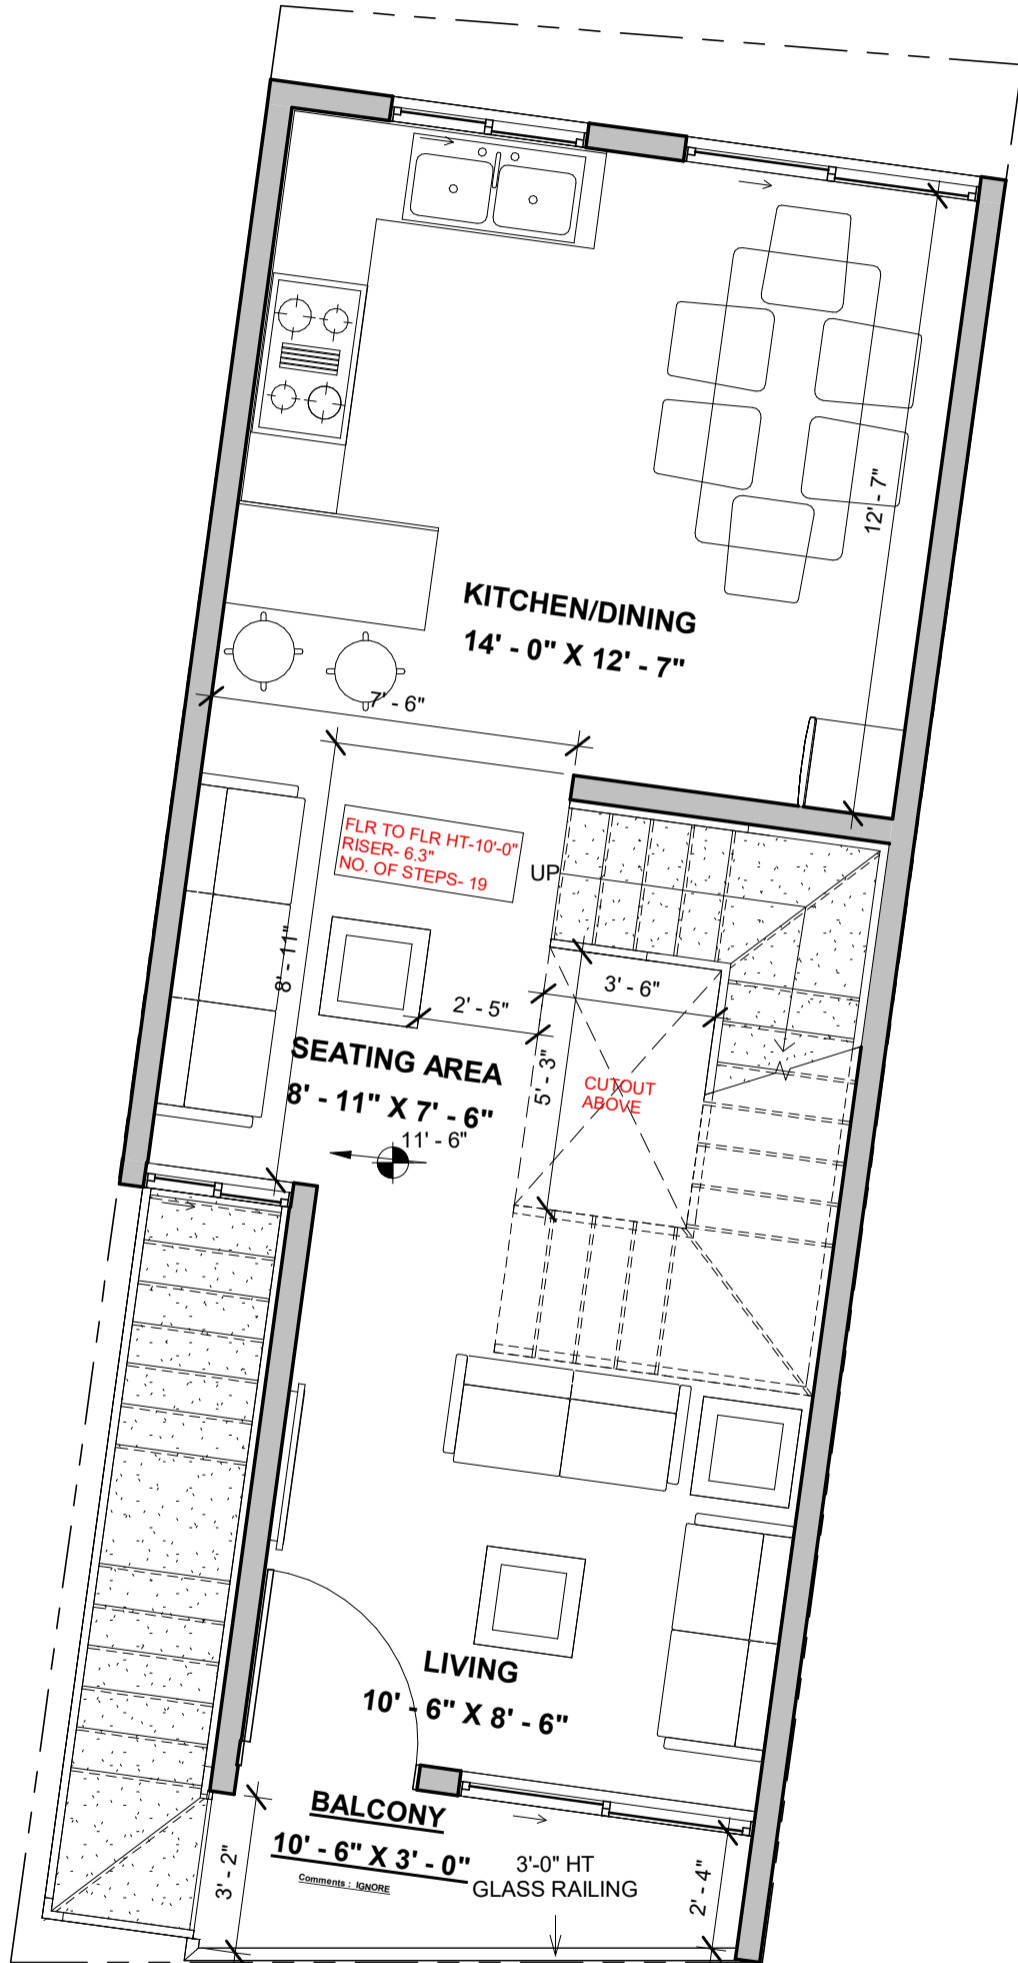 12' - 7"
KITCHEN/DINING
14' - 0" X 12' - 7"
7' - 6"
FLR TO FLR HT-10'-0"
RISER- 6.3"
NO. OF STEPS- 19
UP
8' - 11"
3' - 6"
2' - 5"
SEATING AREA
8' - 11" X 7' - 6"
5' - 3"
CUTOUT
ABOVE
11' - 6"
LIVING
10' - 6" X 8' - 6"
BALCONY
10' - 6" X 3' - 0"
Comments : IGNORE
3'-0" HT
GLASS RAILING
3' - 2"
2' - 4"